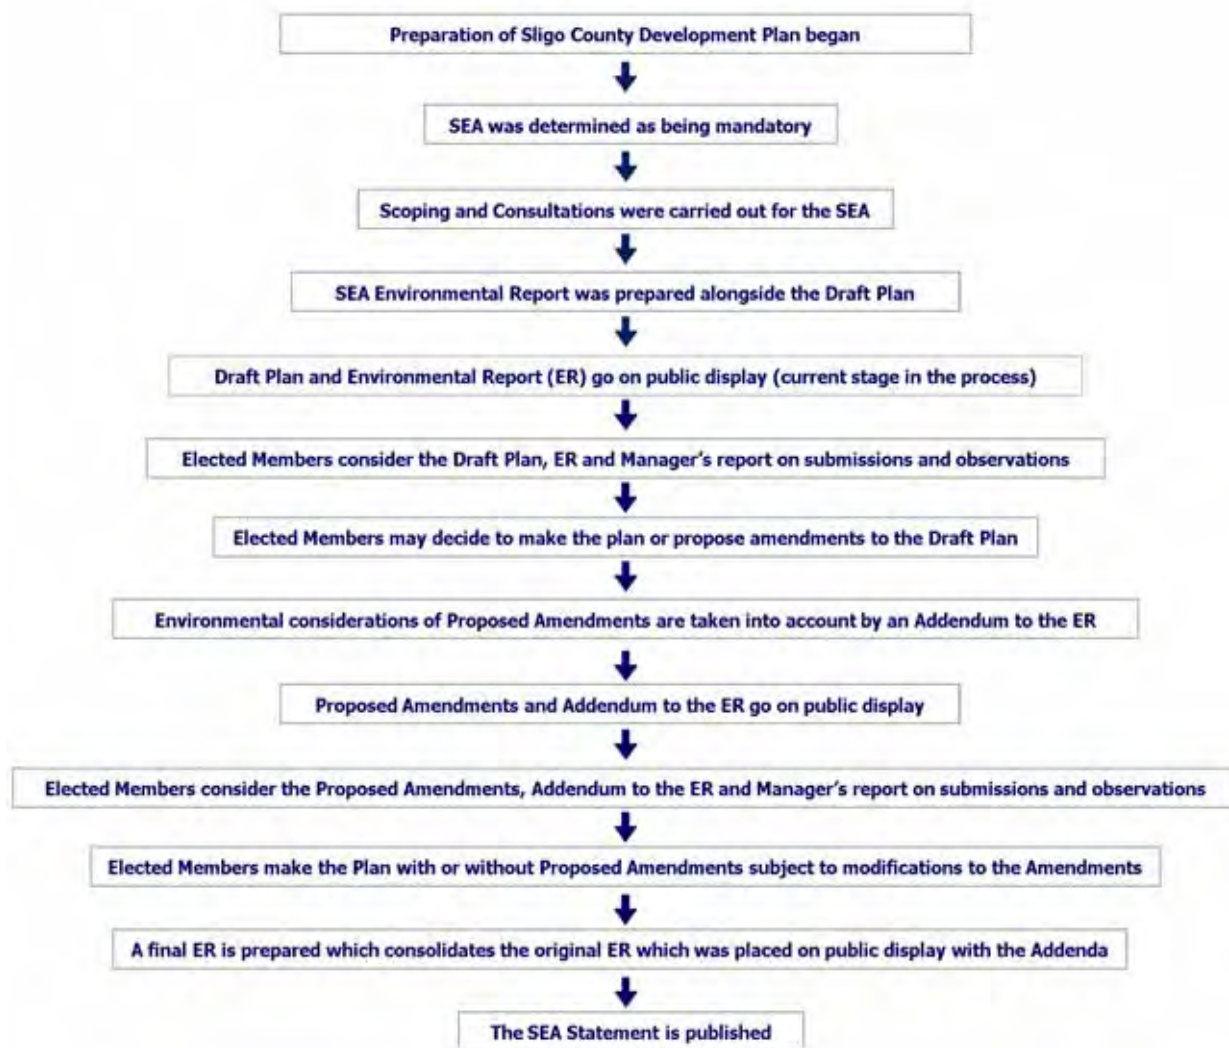 Preparation of Sligo County Development Plan began
SEA was determined as being mandatory
Scoping and Consultations were carried out for the SEA
SEA Environmental Report was prepared alongside the Draft Plan
Draft Plan and Environmental Report (ER) go on public display (current stage in the process)
Elected Members consider the Draft Plan, ER and Manager's report on submissions and observations
Elected Members may decide to make the plan or propose amendments to the Draft Plan
Environmental considerations of Proposed Amendments are taken into account by an Addendum to the ER
Proposed Amendments and Addendum to the ER go on public display
Elected Members consider the Proposed Amendments, Addendum to the ER and Manager's report on submissions and observations
Elected Members make the Plan with or without Proposed Amendments subject to modifications to the Amendments
A final ER is prepared which consolidates the original ER which was placed on public display with the Addenda
The SEA Statement is published